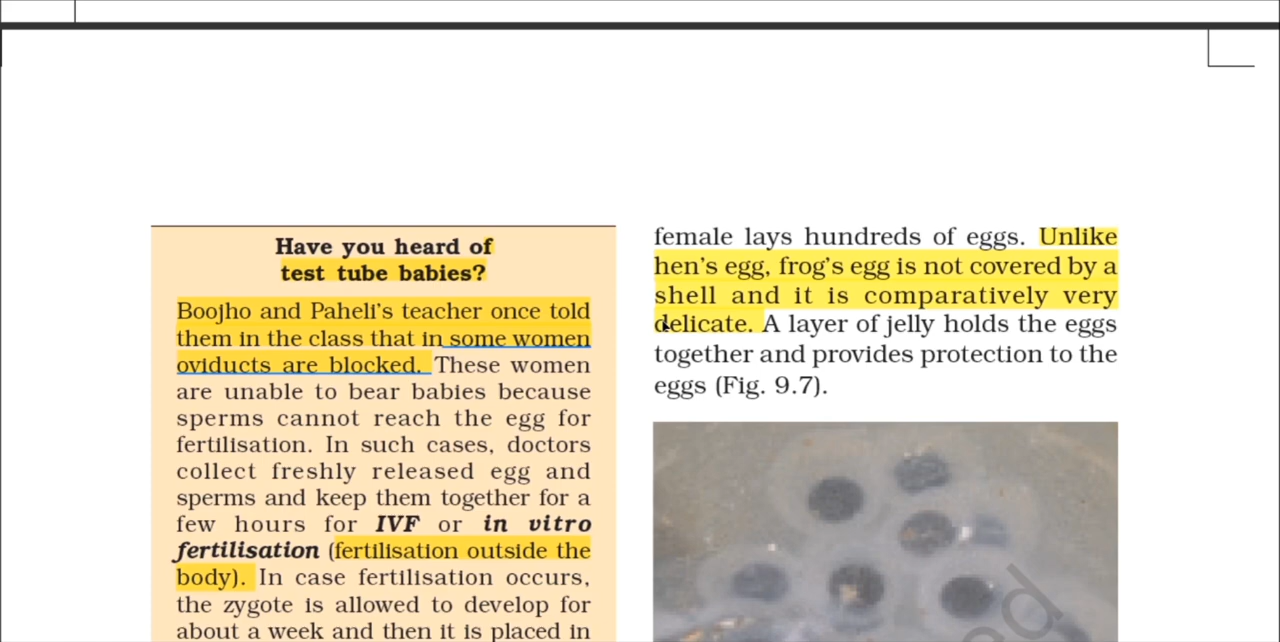 Have you heard of
test tube babies?
Boojho and Paheli's teacher once told
them in the class that in some women
oviducts are blocked. These women
are unable to bear babies because
sperms cannot reach the egg for
fertilisation. In such cases, doctors
collect freshly released egg and
sperms and keep them together for a
few hours for IVF or in vitro
fertilisation (fertilisation outside the
body). In case fertilisation occurs,
the zygote is allowed to develop for
about a week and then it is placed in
female lays hundreds of eggs. Unlike
hen's egg, frog's egg is not covered by a
shell and it is comparatively very
delicate. A layer of jelly holds the eggs
together and provides protection to the
eggs (Fig. 9.7).
ed